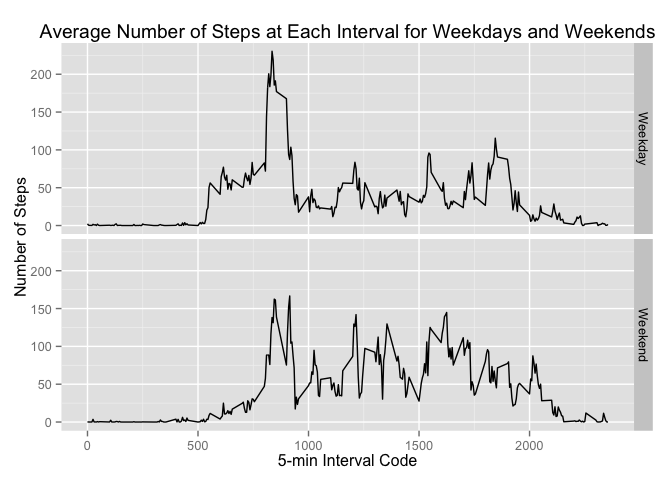 Average Number of Steps at Each Interval for Weekdays and Weekends
Number of Steps
200
150
100
50
0
Weekday
200
150
100
50
0
Weekend
0 500 1000 1500 2000
5-min Interval Code